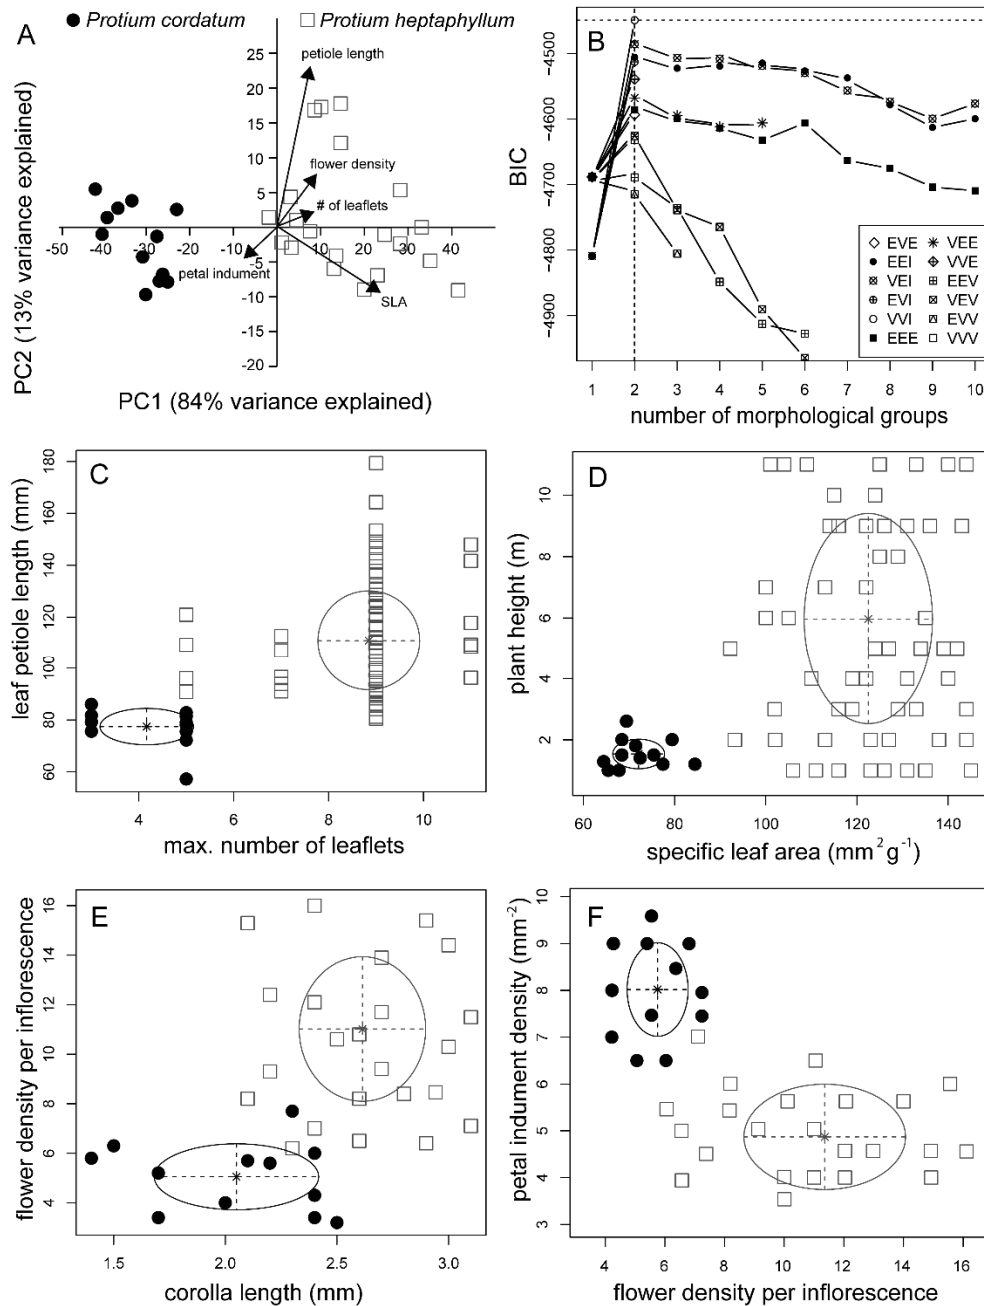 ● Protium cordatum □ Protium heptaphyllum
A
PC2 (13% variance explained)
25
20
15
10
5
-5
-10
-15
-20
-50 -40 -30 -20 -10 10 20 30 40
petiole length
flower density
# of leaflets
petal indument
SLA
PC1 (84% variance explained)
B
BIC
-4500
-4600
-4700
-4800
-4900
EVE VEE
EEI VVE
VEI EEV
EVI VEV
VVI EVV
EEE VVV
1 2 3 4 5 6 7 8 9 10
number of morphological groups
C
leaf petiole length (mm)
180
160
140
120
100
80
60
4 6 8 10
max. number of leaflets
D
plant height (m)
10
8
6
4
2
60 80 100 120 140
specific leaf area (mm² g⁻¹)
E
flower density per inflorescence
16
14
12
10
8
6
4
1.5 2.0 2.5 3.0
corolla length (mm)
F
petal indument density (mm⁻²)
10
9
8
7
6
5
4
3
4 6 8 10 12 14 16
flower density per inflorescence